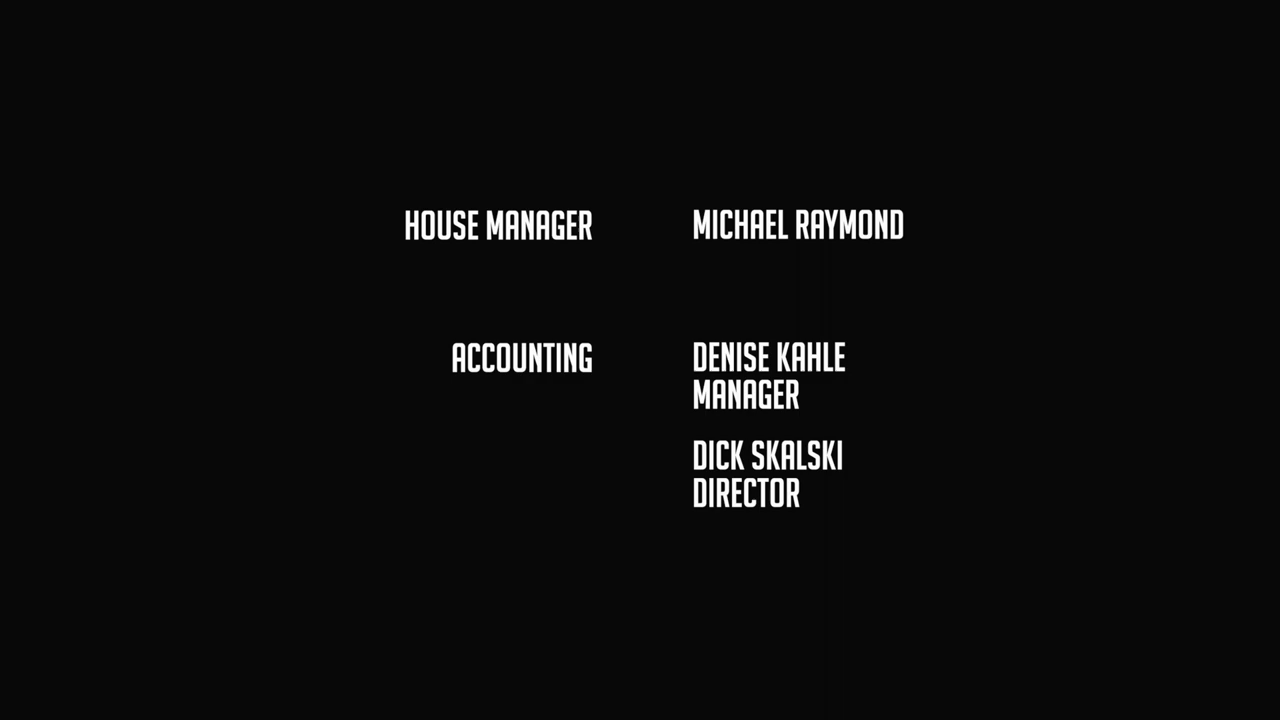 HOUSE MANAGER MICHAEL RAYMOND
ACCOUNTING DENISE KAHLE
MANAGER
DICK SKALSKI
DIRECTOR